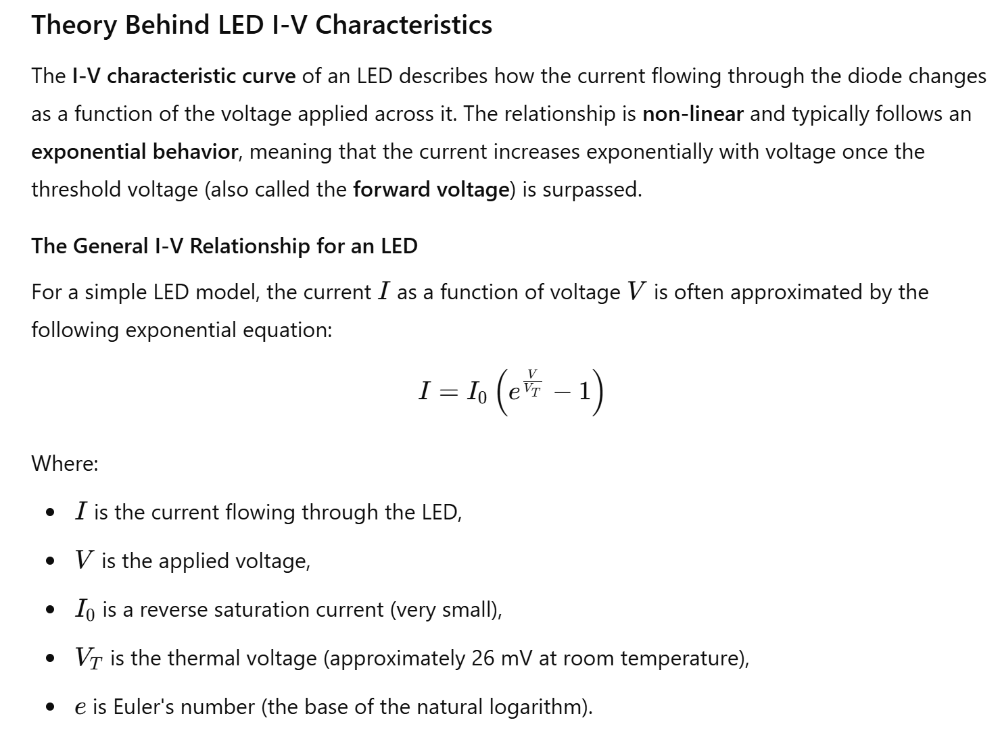 Theory Behind LED I-V Characteristics
The I-V characteristic curve of an LED describes how the current flowing through the diode changes
as a function of the voltage applied across it. The relationship is non-linear and typically follows an
exponential behavior, meaning that the current increases exponentially with voltage once the
threshold voltage (also called the forward voltage) is surpassed.
The General I-V Relationship for an LED
For a simple LED model, the current I as a function of voltage V is often approximated by the
following exponential equation:
I = I₀ (e^(V/V_T) − 1)
Where:
• I is the current flowing through the LED,
• V is the applied voltage,
• I₀ is a reverse saturation current (very small),
• V_T is the thermal voltage (approximately 26 mV at room temperature),
• e is Euler's number (the base of the natural logarithm).